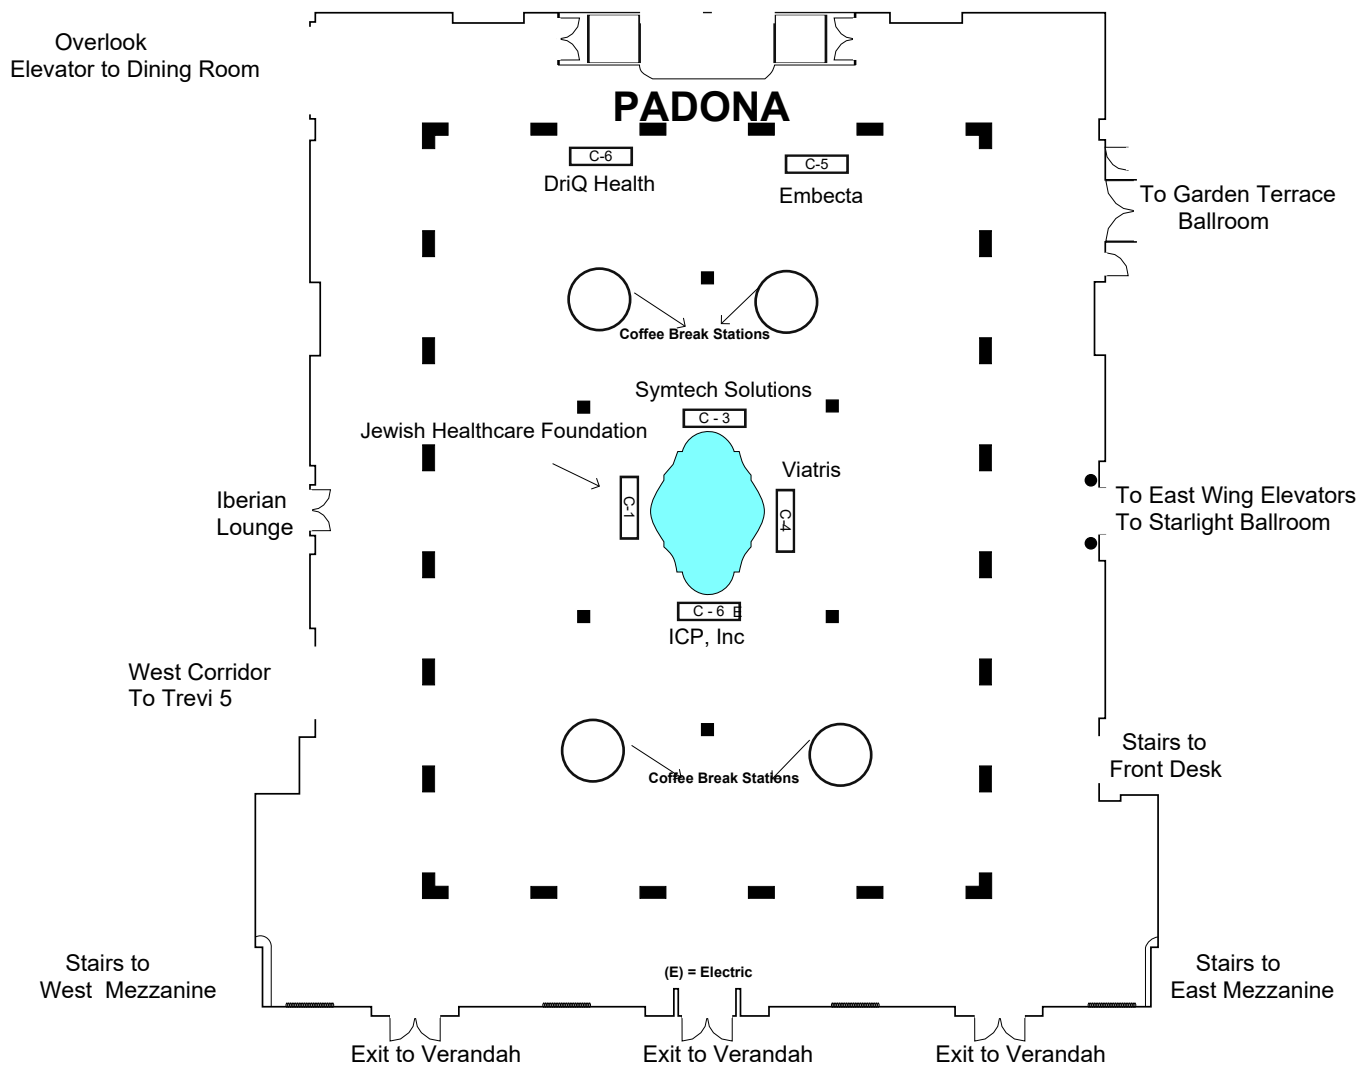 Overlook
Elevator to Dining Room
PADONA
C-6
DriQ Health
C-5
Embecta
To Garden Terrace
Ballroom
Coffee Break Stations
Symtech Solutions
C - 3
Jewish Healthcare Foundation
Viatris
C-1
C-4
Iberian
Lounge
To East Wing Elevators
To Starlight Ballroom
C - 6 E
ICP, Inc
West Corridor
To Trevi 5
Stairs to
Front Desk
Coffee Break Stations
Stairs to
West Mezzanine
(E) = Electric
Stairs to
East Mezzanine
Exit to Verandah
Exit to Verandah
Exit to Verandah